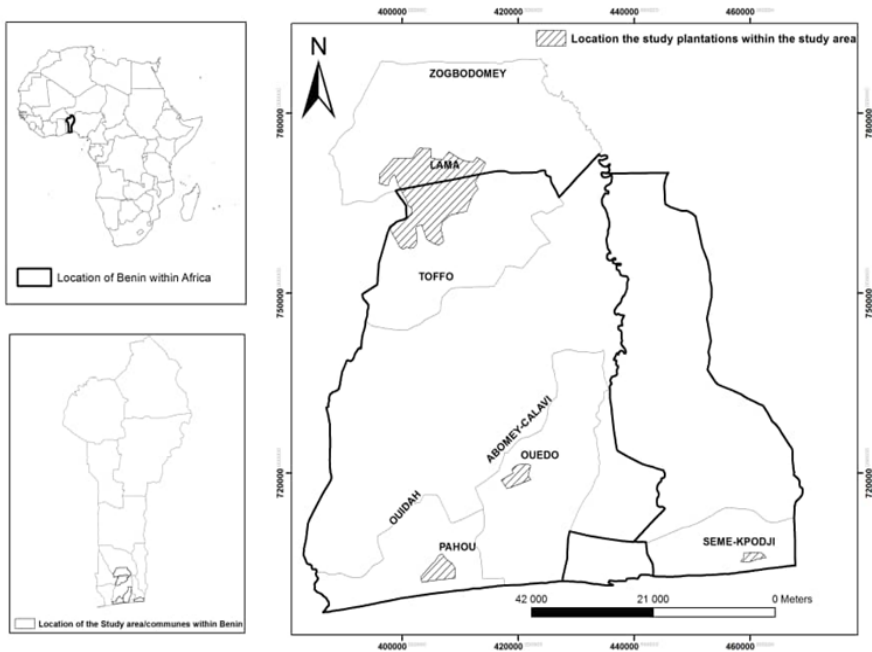 400000 420000 440000 460000
Location the study plantations within the study area
N
ZOGBODOMEY
780000 780000
LAMA
Location of Benin within Africa
TOFFO
750000 750000
ABOMEY-CALAVI
OUEDO
720000 720000
OUIDAH
PAHOU
SEME-KPODJI
42 000 21 000 0 Meters
Location of the Study area/communes within Benin
400000 420000 440000 460000